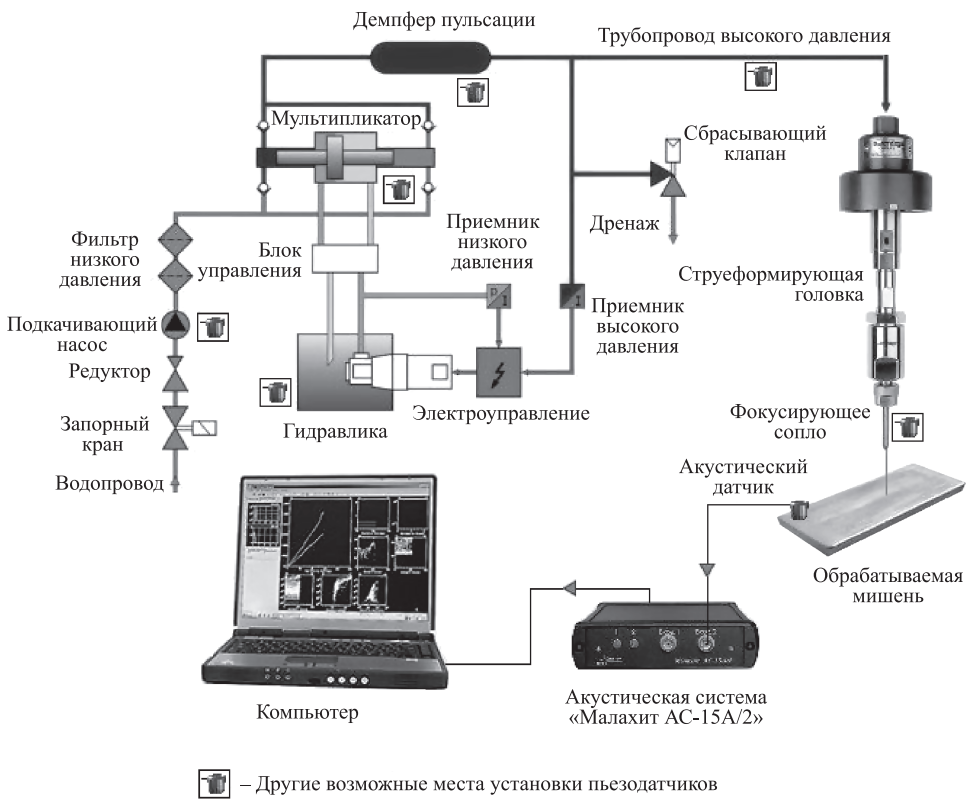 Демпфер пульсации
Трубопровод высокого давления
Мультипликатор
Сбрасывающий
клапан
Дренаж
Фильтр
низкого
давления
Блок
управления
Приемник
низкого
давления
P
I
I
Приемник
высокого
давления
Струеформирующая
головка
Подкачивающий
насос
Редуктор
Запорный
кран
Водопровод
Гидравлика
Электроуправление
Фокусирующее
сопло
Акустический
датчик
Обрабатываемая
мишень
Компьютер
Акустическая система
«Малахит АС-15А/2»
– Другие возможные места установки пьезодатчиков